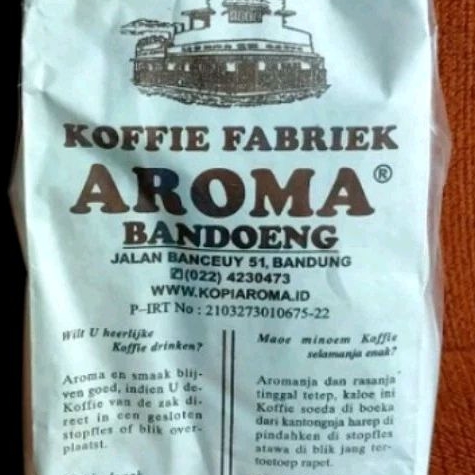 KOFFIE FABRIEK
AROMA®
BANDOENG
JALAN BANCEUY 51, BANDUNG
✆(022) 4230473
WWW.KOPIAROMA.ID
P–IRT No : 2103273010675-22
Wilt U heerlijke
Koffie drinken?
Aroma en smaak blij-
ven goed, indien U de-
Koffie van de zak di-
reet in een gesloten
stopfles of blik over-
plaatst.
Maoe minoem Koffie
selamanja enak?
Aromanja dan rasanja
tinggal tetep, kaloe ini
Koffie soeda di boeka
dari kantongnja harep di
pindahken di stopfles
atawa di blik jang ter-
toetoep rapet.